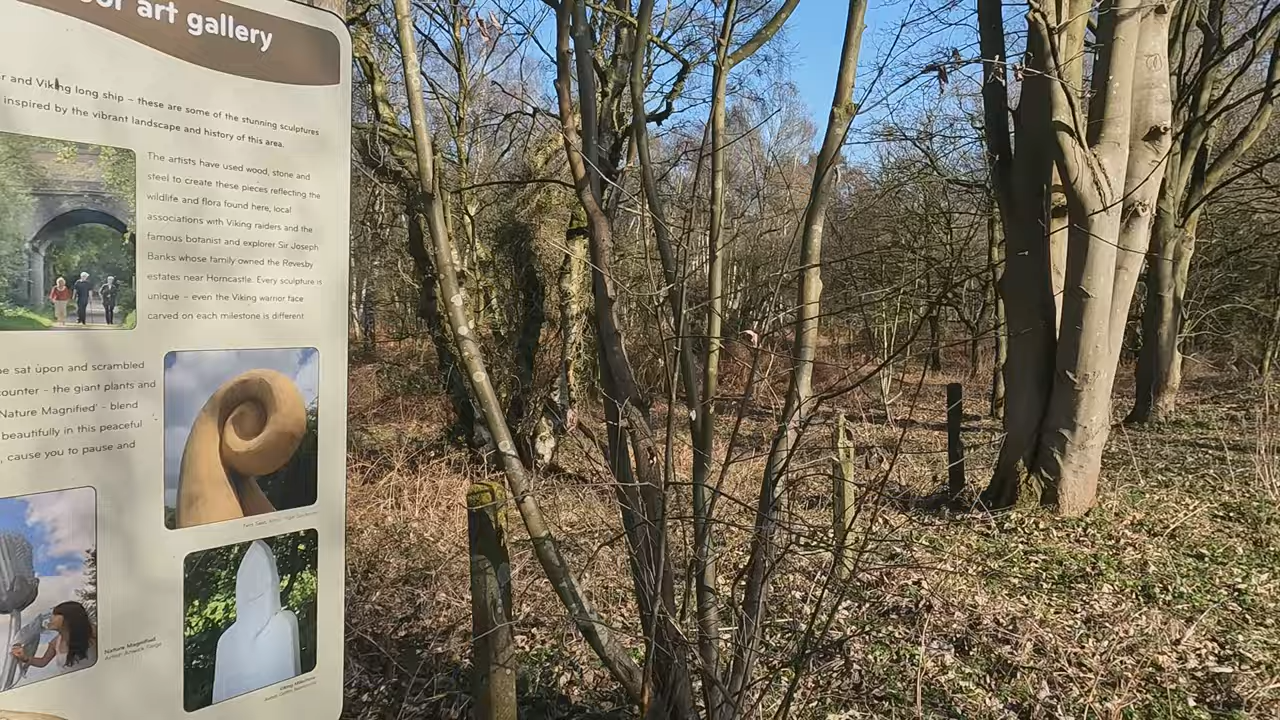 art gallery
and Viking long ship – these are some of the stunning sculptures
inspired by the vibrant landscape and history of this area.
The artists have used wood, stone and
steel to create these pieces reflecting the
wildlife and flora found here, local
associations with Viking raiders and the
famous botanist and explorer Sir Joseph
Banks whose family owned the Revesby
estates near Horncastle. Every sculpture is
unique – even the Viking warrior face
carved on each milestone is different
sat upon and scrambled
– the giant plants and
'Nature Magnified' – blend
beautifully in this peaceful
, cause you to pause and
Nature Magnified